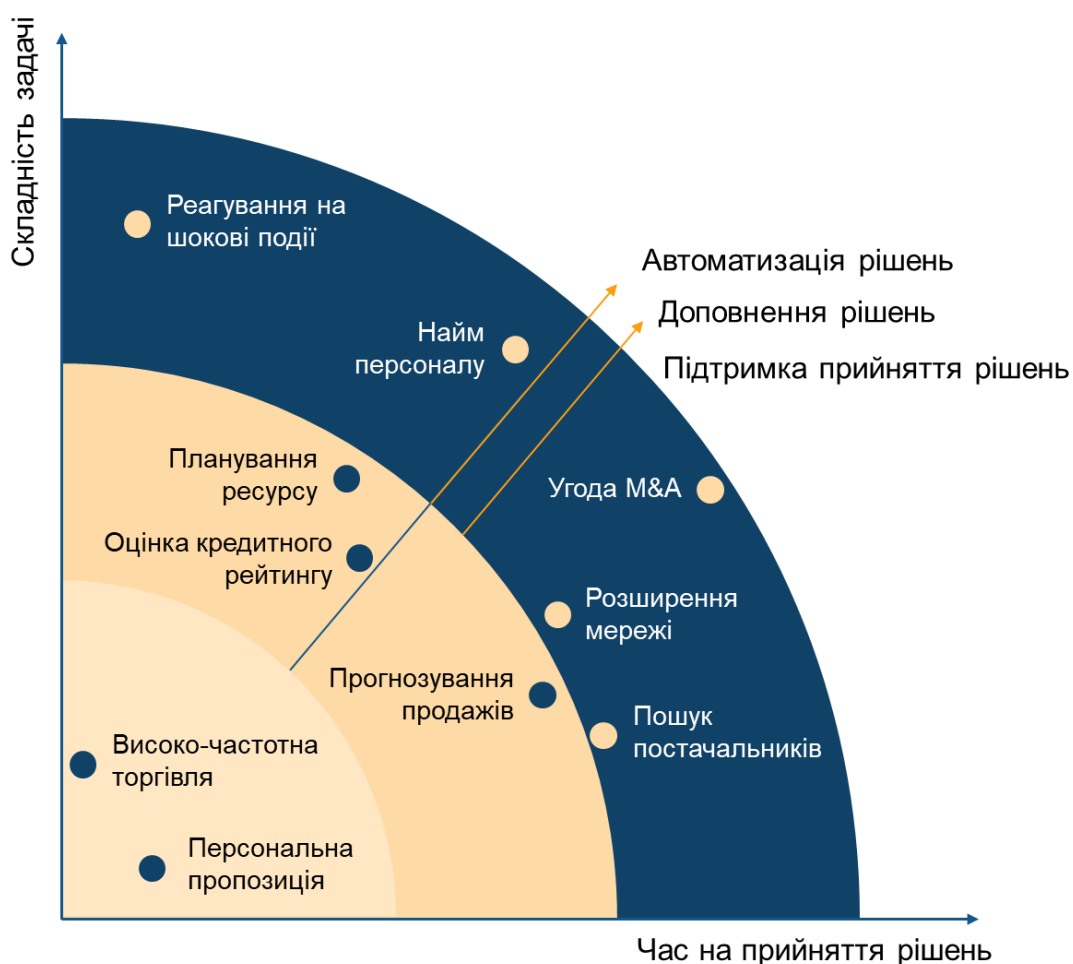 Складність задачі
Реагування на
шокові події
Автоматизація рішень
Доповнення рішень
Найм
персоналу
Підтримка прийняття рішень
Планування
ресурсу
Угода M&A
Оцінка кредитного
рейтингу
Розширення
мережі
Прогнозування
продажів
Пошук
постачальників
Високо-частотна
торгівля
Персональна
пропозиція
Час на прийняття рішень